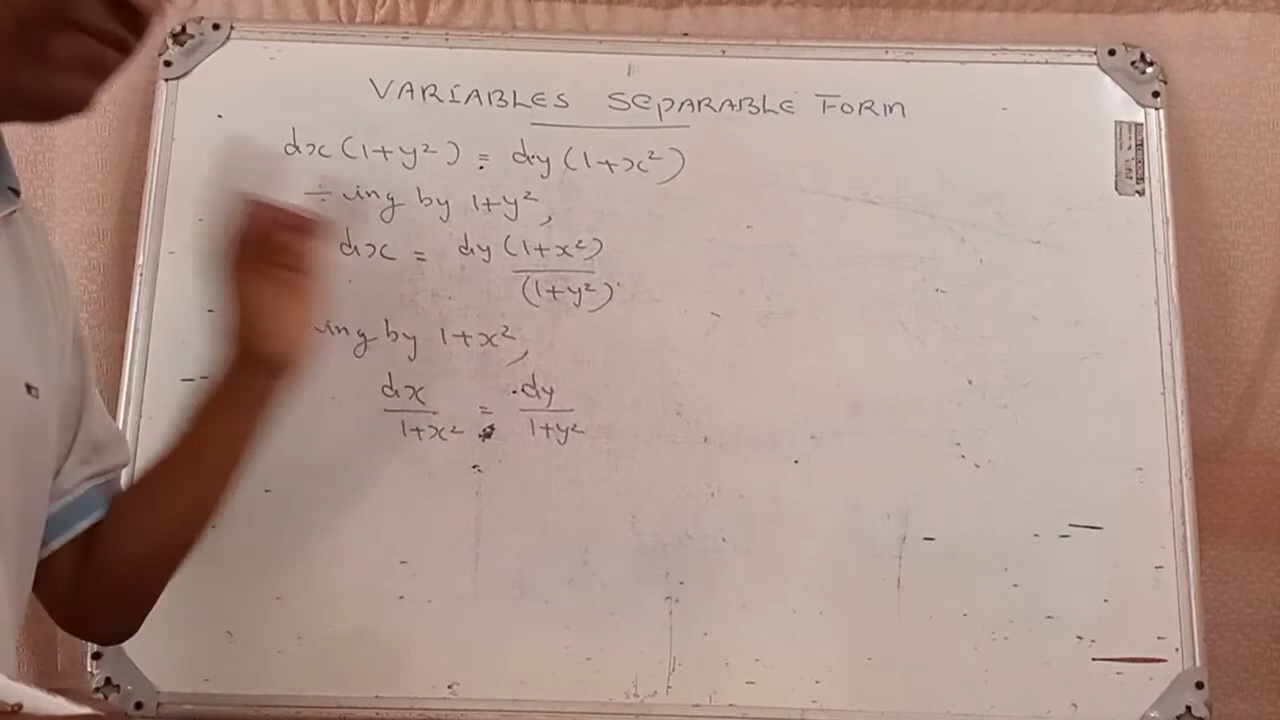 VARIABLES SEPARABLE FORM
dx (1+y²) = dy (1+x²)
÷ing by 1+y²,
dx = dy (1+x²)
(1+y²)
ing by 1+x²,
dx = dy
1+x² 1+y²